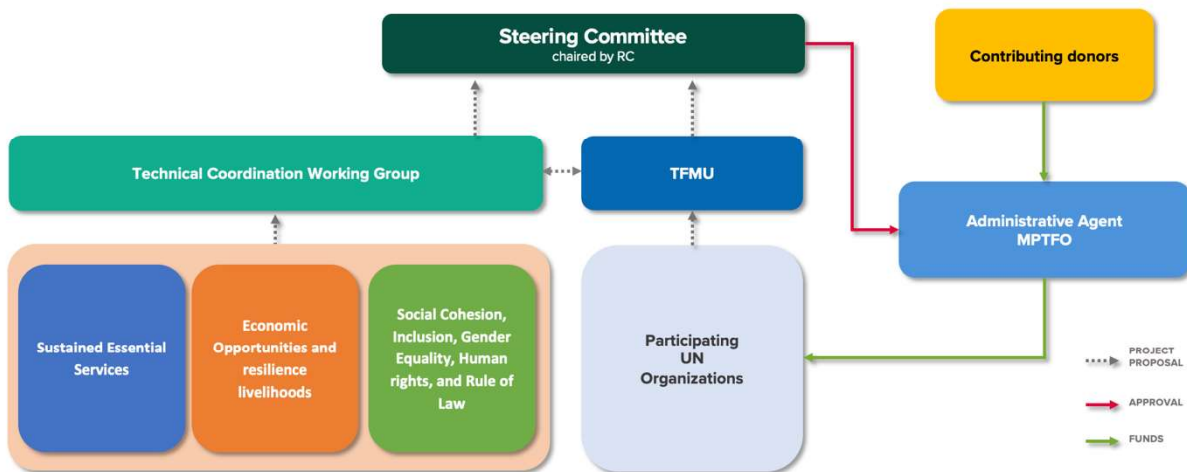 Steering Committee
chaired by RC
Contributing donors
Technical Coordination Working Group
TFMU
Administrative Agent
MPTFO
Sustained Essential
Services
Economic
Opportunities and
resilience
livelihoods
Social Cohesion,
Inclusion, Gender
Equality, Human
rights, and Rule of
Law
Participating
UN
Organizations
PROJECT
PROPOSAL
APPROVAL
FUNDS